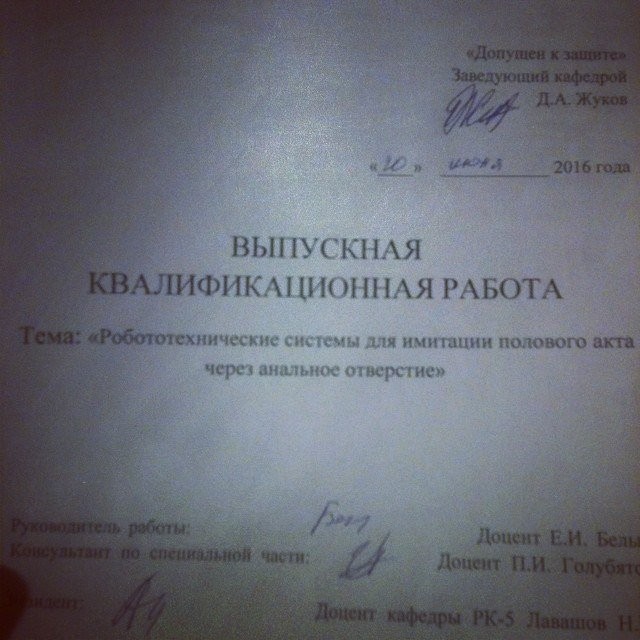 «Допущен к защите»
Заведующий кафедрой
Д.А. Жуков
«30» июня 2016 года
ВЫПУСКНАЯ
КВАЛИФИКАЦИОННАЯ РАБОТА
Тема: «Робототехнические системы для имитации полового акта
через анальное отверстие»
Руководитель работы: Доцент Е.И.
Консультант по специальной части: Доцент П.И.
Доцент кафедры РК-5 Лавашов Н.